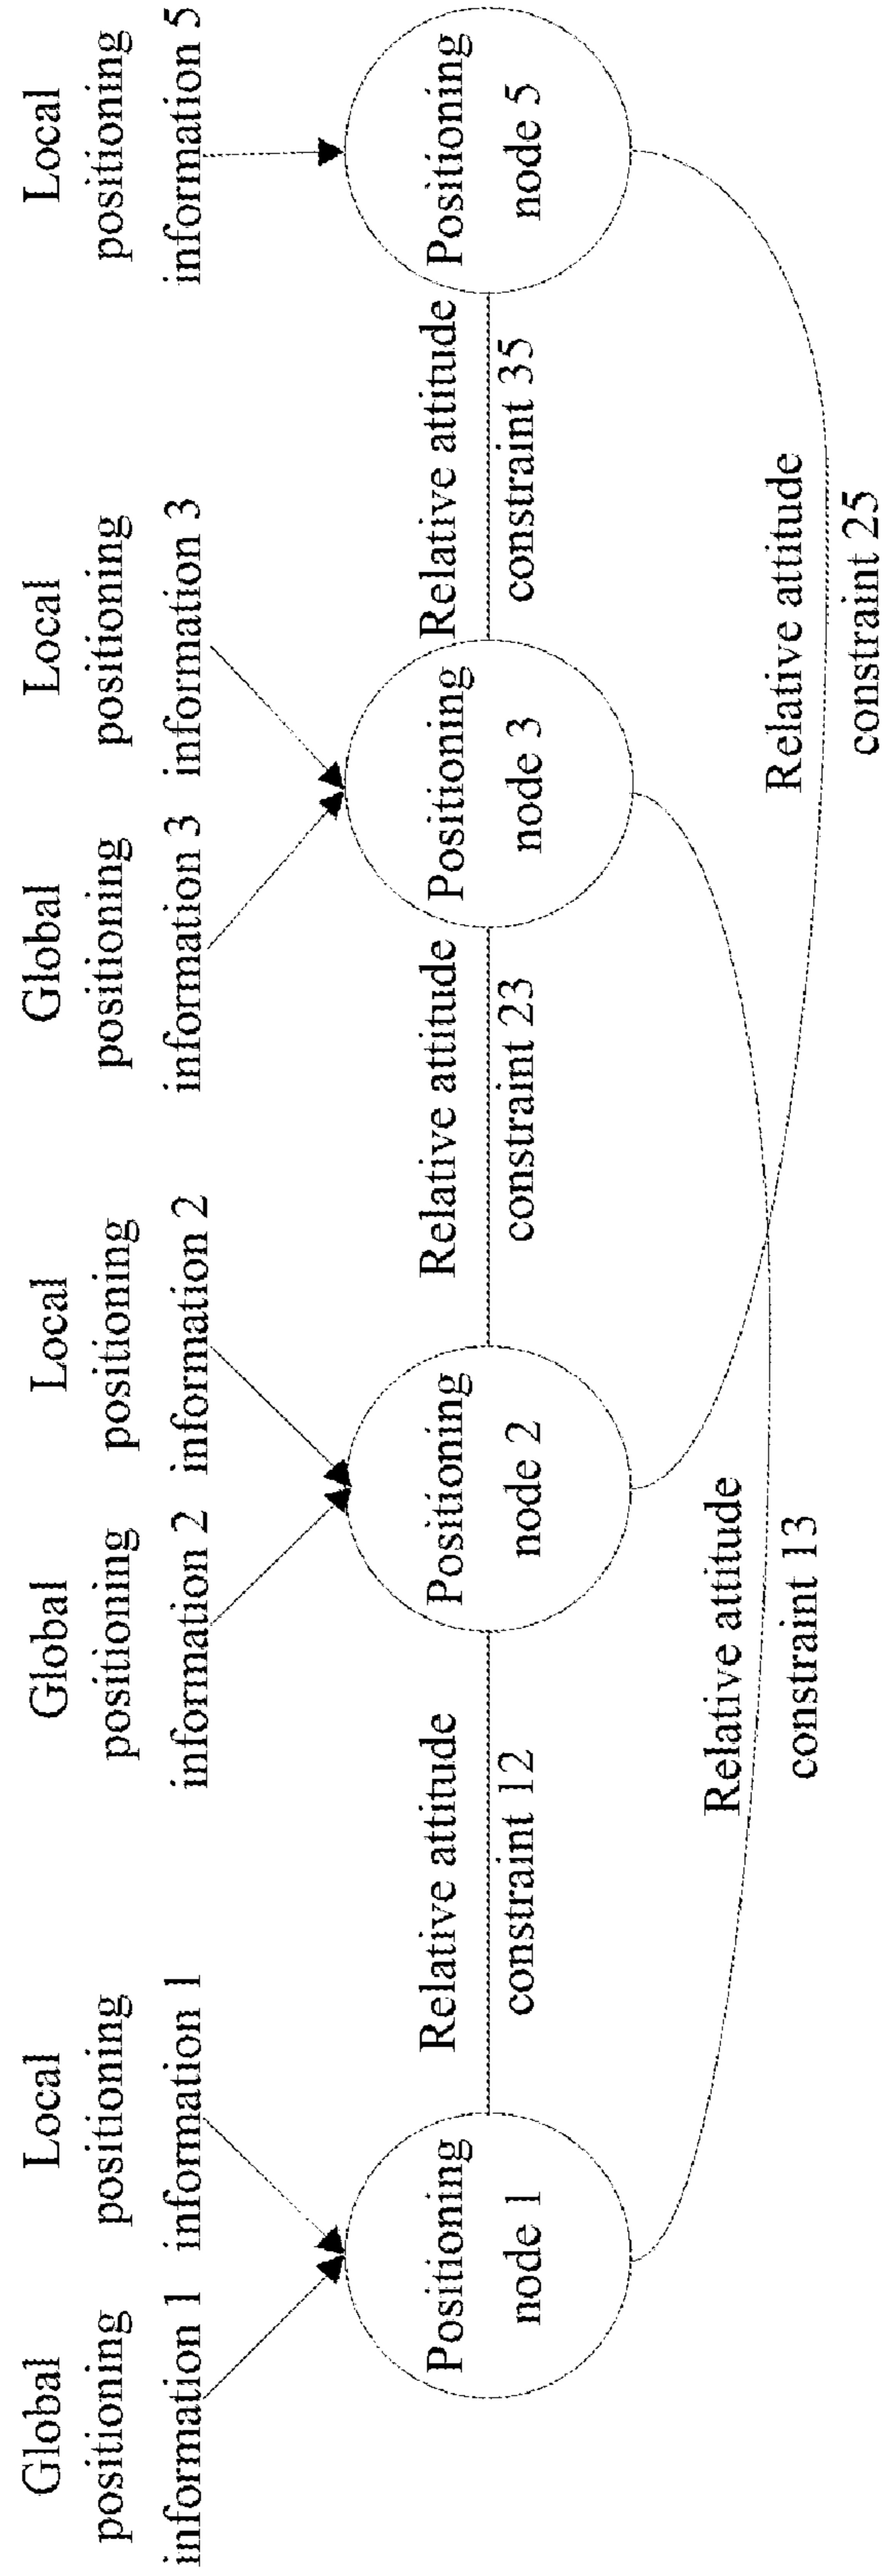 Global
positioning
information 1
Local
positioning
information 1
Global
positioning
information 2
Local
positioning
information 2
Global
positioning
information 3
Local
positioning
information 3
Local
positioning
information 5
Positioning
node 1
Relative attitude
constraint 12
Positioning
node 2
Relative attitude
constraint 23
Positioning
node 3
Relative attitude
constraint 35
Positioning
node 5
Relative attitude
constraint 13
Relative attitude
constraint 25